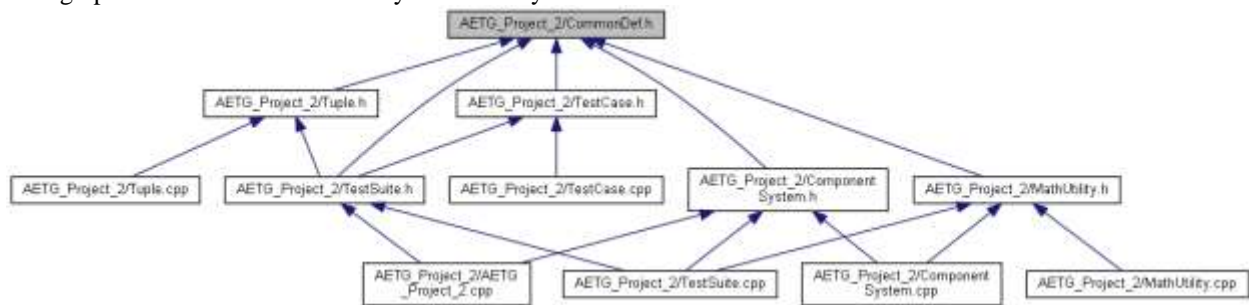 AETG_Project_2/CommonDef.h
AETG_Project_2/Tuple.h
AETG_Project_2/TestCase.h
AETG_Project_2/Tuple.cpp
AETG_Project_2/TestSuite.h
AETG_Project_2/TestCase.cpp
AETG_Project_2/Component
System.h
AETG_Project_2/MathUtility.h
AETG_Project_2/AETG
_Project_2.cpp
AETG_Project_2/TestSuite.cpp
AETG_Project_2/Component
System.cpp
AETG_Project_2/MathUtility.cpp